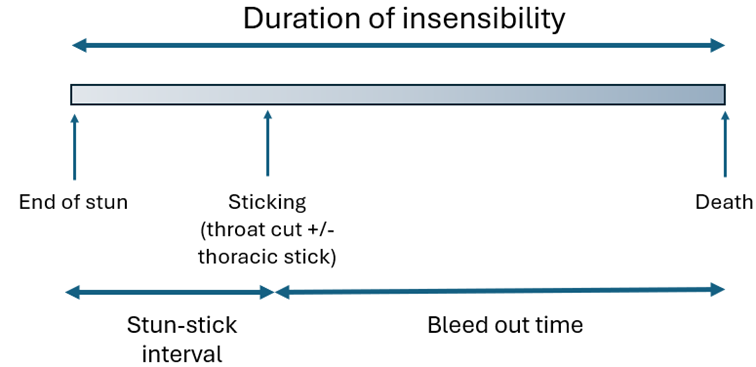 Duration of insensibility
End of stun
Sticking
(throat cut +/-
thoracic stick)
Death
Stun-stick
interval
Bleed out time